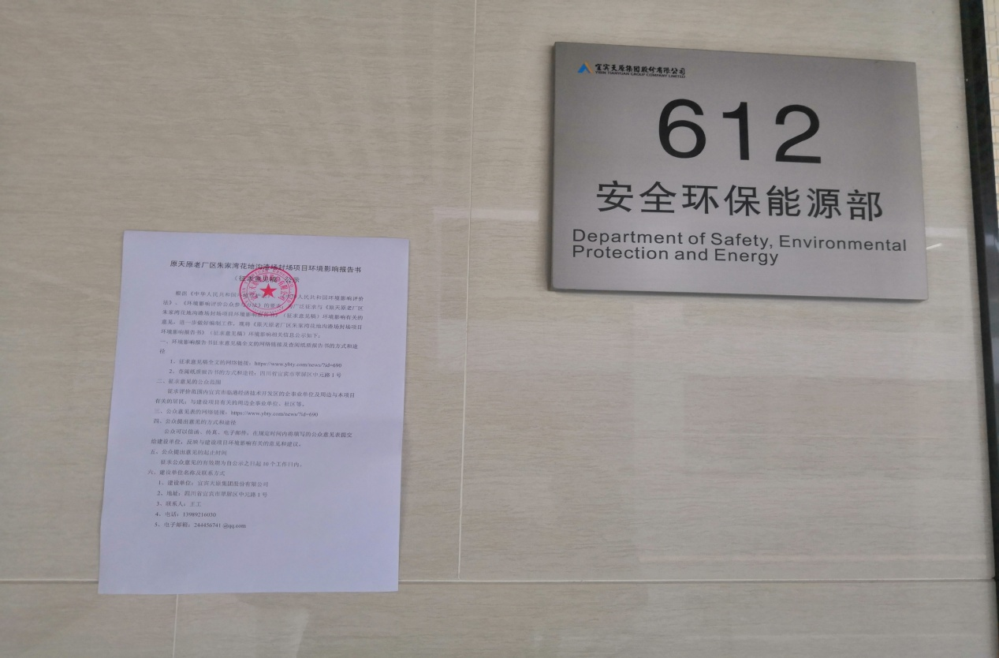 原天原老厂区朱家湾花地沟渣场封场项目环境影响报告书
（征求意见稿）公示
根据《中华人民共和国环境 人民共和国环境影响评价
法》、《环境影响评价公众参与办法》的要求，为广泛征求与《原天原老厂区
朱家湾花地沟渣场封场项目环境影响报告书》（征求意见稿）环境影响有关的
意见，进一步做好编制工作，现将《原天原老厂区朱家湾花地沟渣场封场项目
环境影响报告书》（征求意见稿）环境影响相关信息公示如下：
一、环境影响报告书征求意见稿全文的网络链接及查阅纸质报告书的方式和途
径
1、征求意见稿全文的网络链接：https://www.ybty.com/news/?id=690
2、查阅纸质报告书的方式和途径：四川省宜宾市翠屏区中元路1号
二、征求意见的公众范围
征求评价范围内宜宾市临港经济技术开发区的企事业单位及周边与本项目
有关的居民；与建设项目有关的周边企事业单位、社区等。
三、公众意见表的网络链接：https://www.ybty.com/news/?id=690
四、公众提出意见的方式和途径
公众可以信函、传真、电子邮件，在规定时间内将填写的公众意见表提交
给建设单位，反映与建设项目环境影响有关的意见和建议。
五、公众提出意见的起止时间
征求公众意见的有效期为自公示之日起10个工作日内。
六、建设单位名称及联系方式
1、建设单位：宜宾天原集团股份有限公司
2、地址：四川省宜宾市翠屏区中元路1号
3、联系人：王工
4、电话：13989216030
5、电子邮箱：244456741 @qq.com
宜宾天原集团股份有限公司
YIBIN TIANYUAN GROUP COMPANY LIMITED
612
安全环保能源部
Department of Safety, Environmental
Protection and Energy